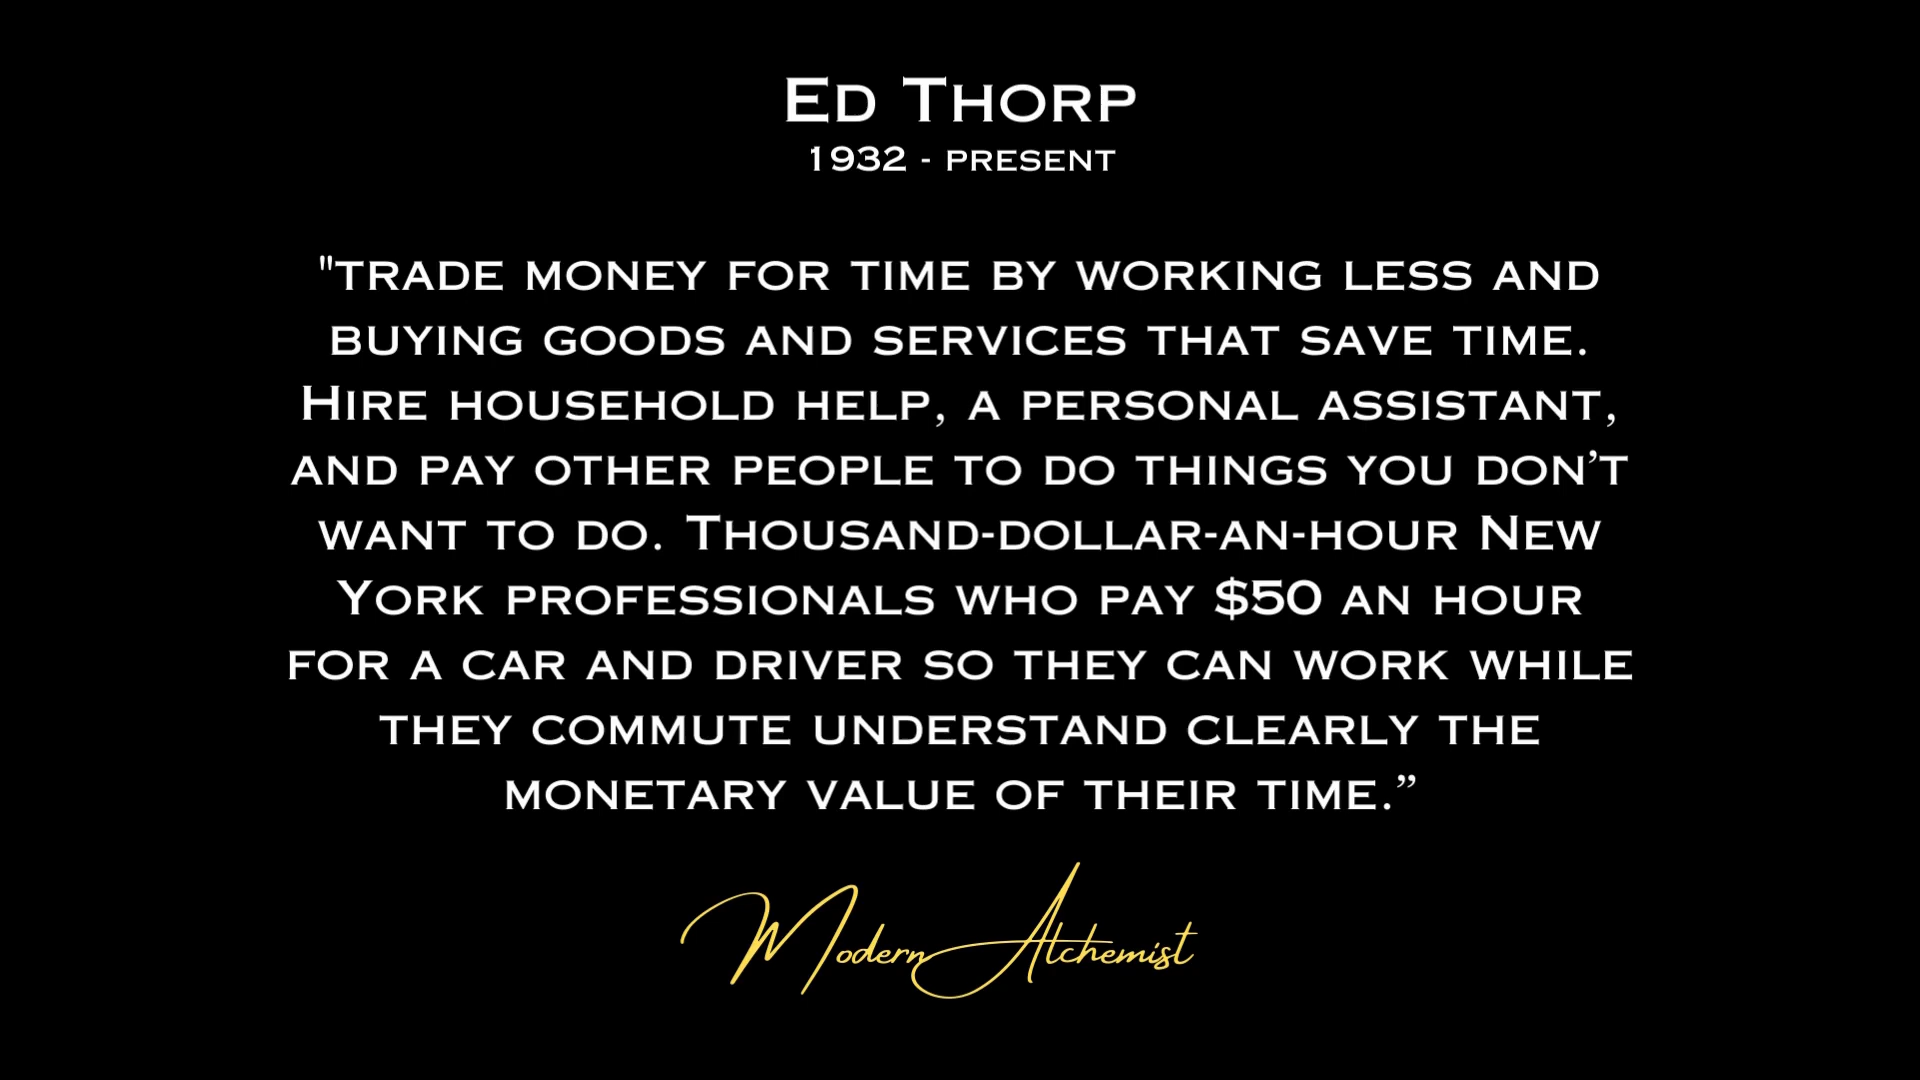 Ed Thorp
1932 - present
"trade money for time by working less and
buying goods and services that save time.
Hire household help, a personal assistant,
and pay other people to do things you don’t
want to do. Thousand-dollar-an-hour New
York professionals who pay $50 an hour
for a car and driver so they can work while
they commute understand clearly the
monetary value of their time.”
Modern Alchemist